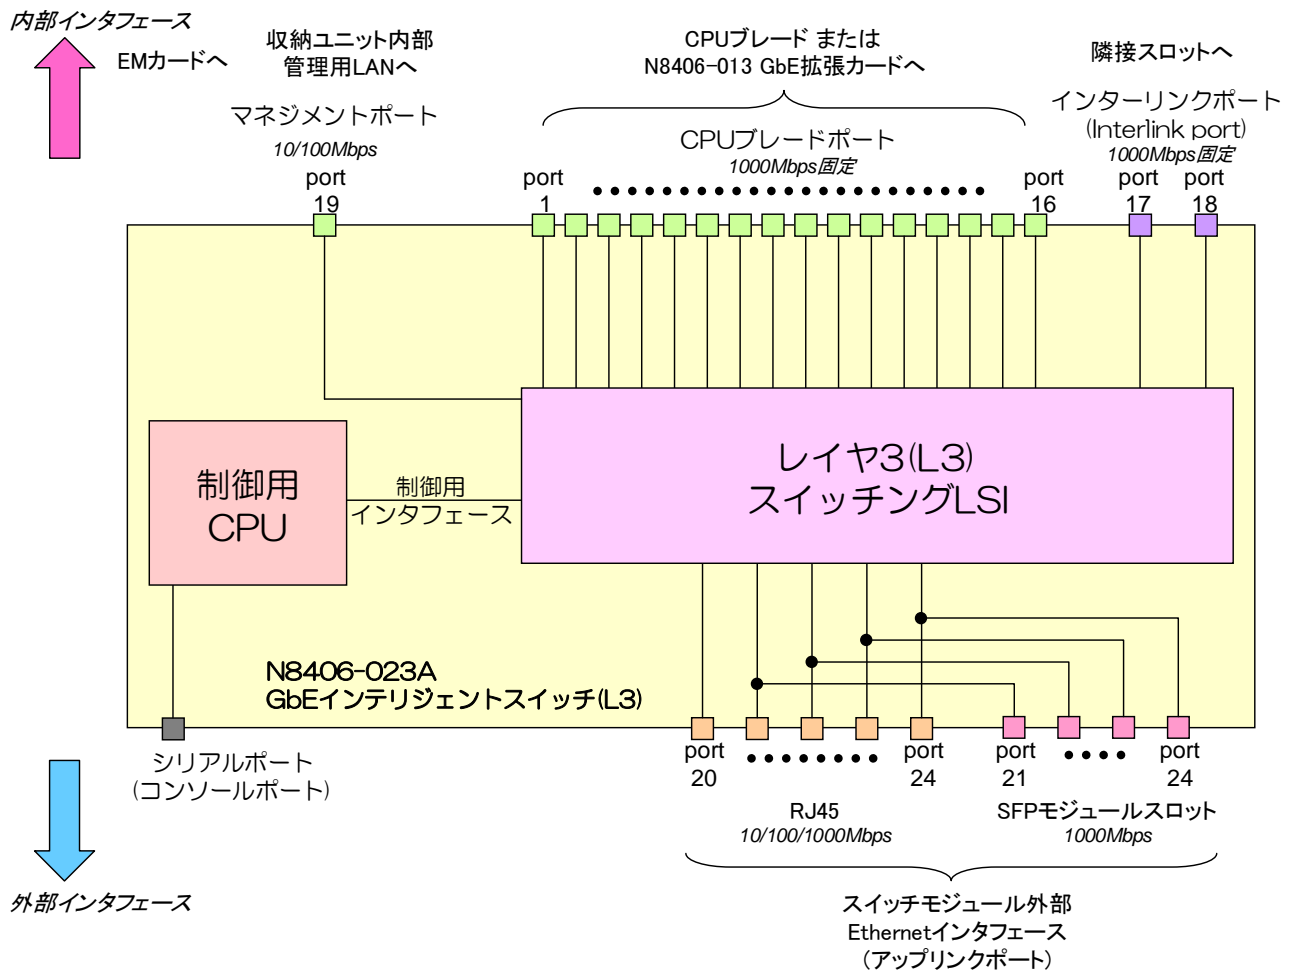 内部インタフェース
EMカードへ
収納ユニット内部
管理用LANへ
CPUブレード または
N8406-013 GbE拡張カードへ
隣接スロットへ
マネジメントポート
10/100Mbps
CPUブレードポート
1000Mbps固定
インターリンクポート
(Interlink port)
1000Mbps固定
port
19
port
1
port
16
port
17
port
18
レイヤ3(L3)
スイッチングLSI
制御用
CPU
制御用
インタフェース
N8406-023A
GbEインテリジェントスイッチ(L3)
シリアルポート
(コンソールポート)
port
20
port
24
port
21
port
24
RJ45
10/100/1000Mbps
SFPモジュールスロット
1000Mbps
外部インタフェース
スイッチモジュール外部
Ethernetインタフェース
(アップリンクポート)